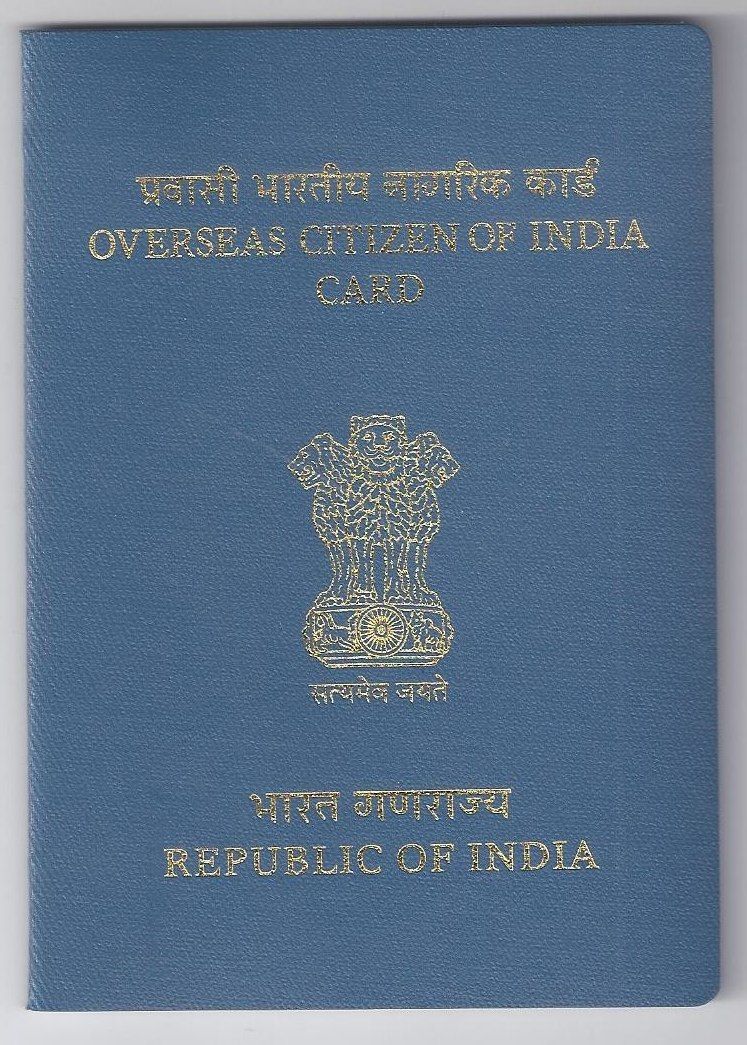 प्रवासी भारतीय नागरिक कार्ड
OVERSEAS CITIZEN OF INDIA
CARD
सत्यमेव जयते
भारत गणराज्य
REPUBLIC OF INDIA